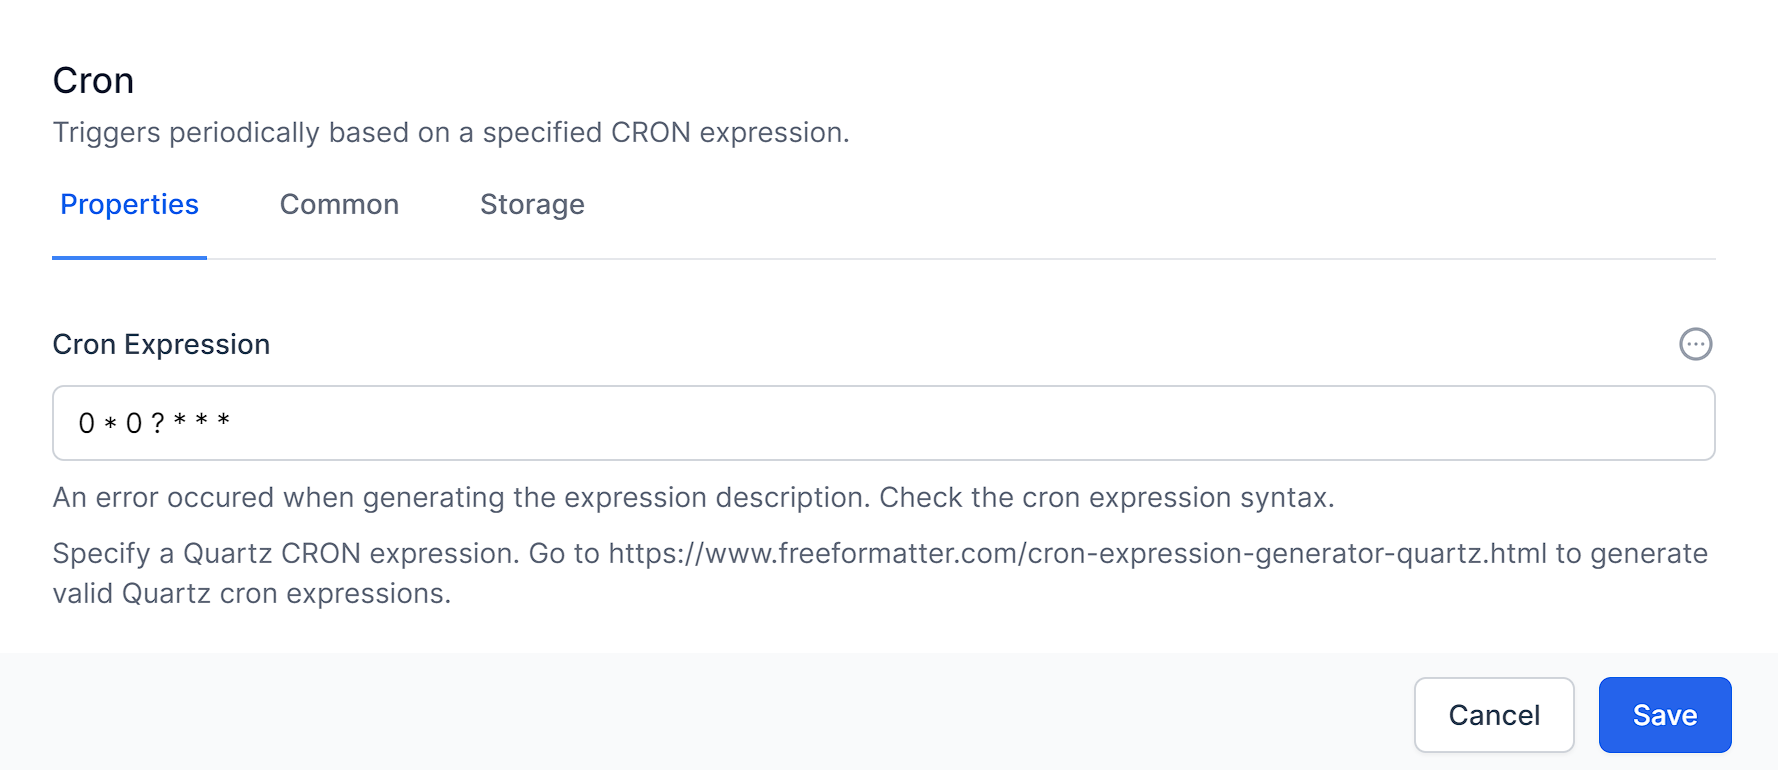 Cron
Triggers periodically based on a specified CRON expression.
Properties Common Storage
Cron Expression
0 * 0 ? * * *
An error occured when generating the expression description. Check the cron expression syntax.
Specify a Quartz CRON expression. Go to https://www.freeformatter.com/cron-expression-generator-quartz.html to generate
valid Quartz cron expressions.
Cancel Save